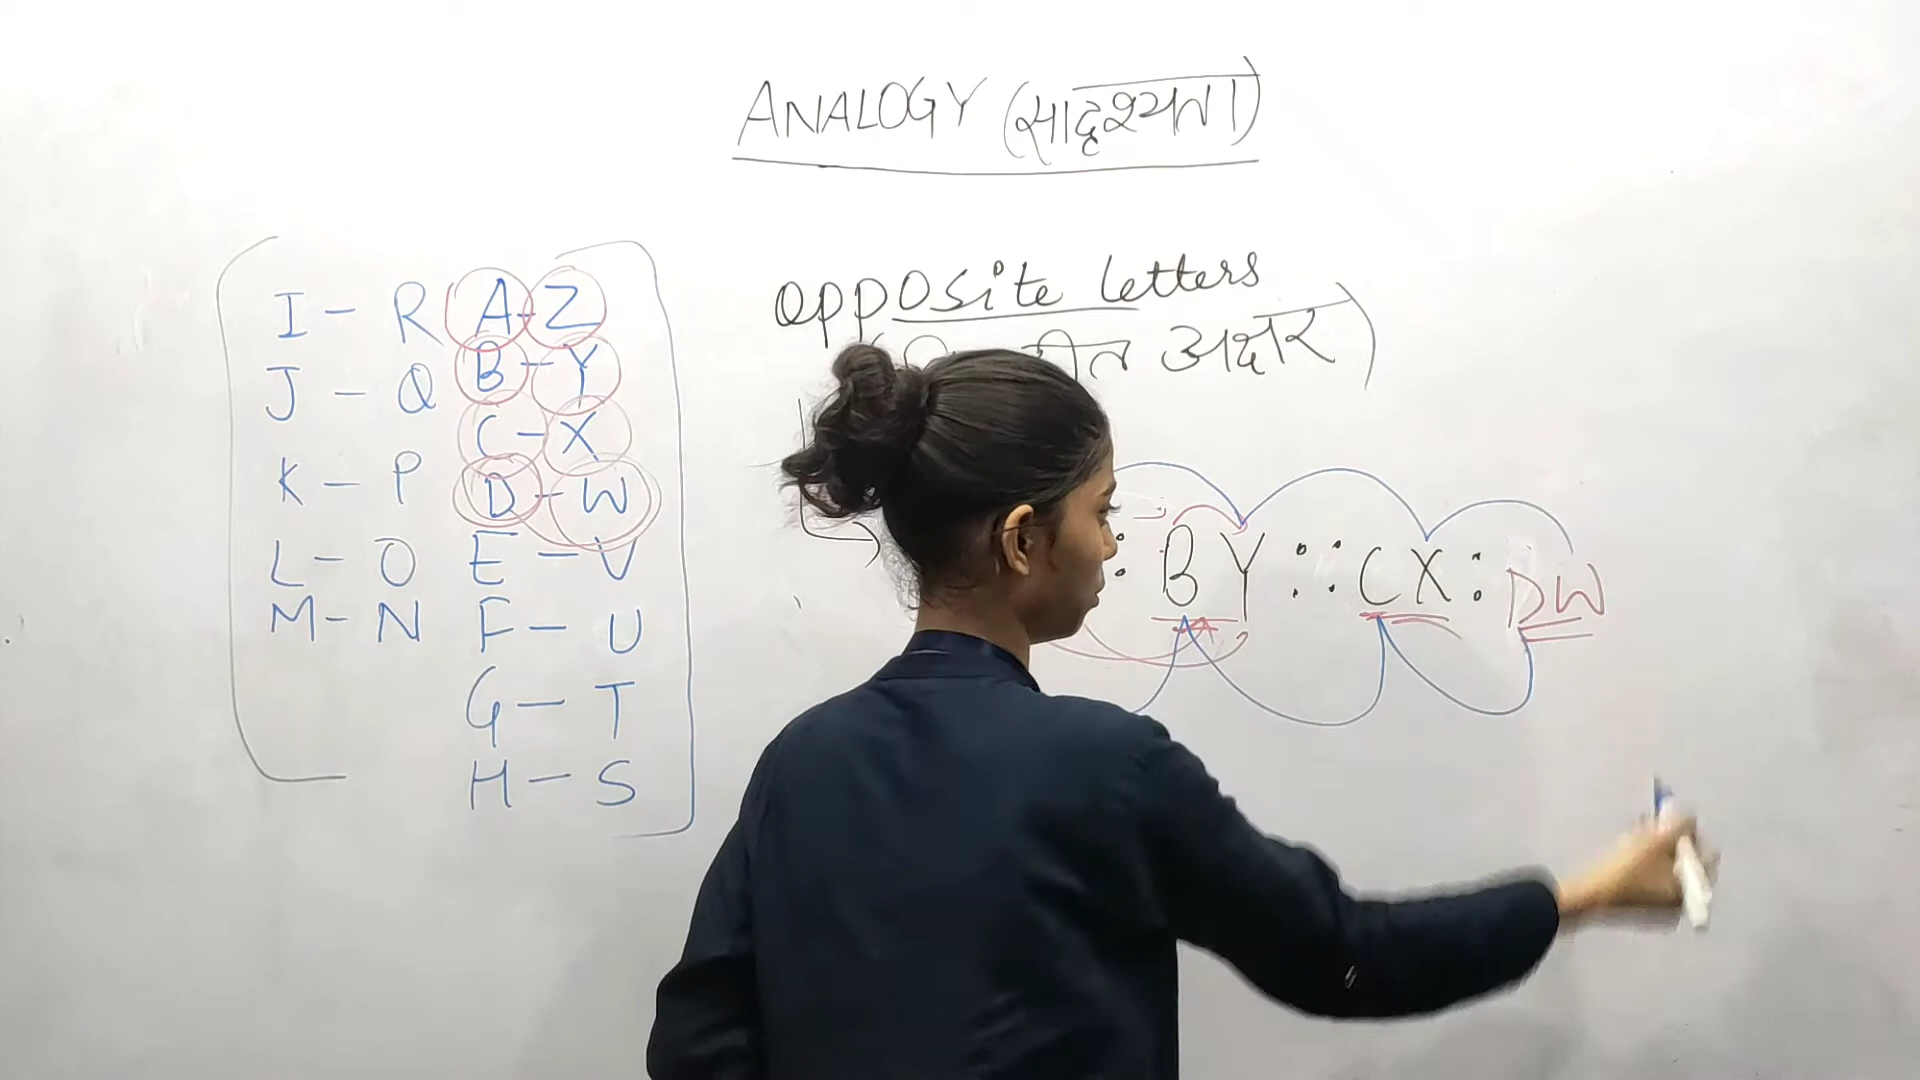 ANALOGY (सादृश्यता)
I - R A - Z
J - Q B - Y
K - P C - X
L - O D - W
M - N E - V
F - U
G - T
H - S
Opposite letters
अक्षर)
: BY :: CX : DW